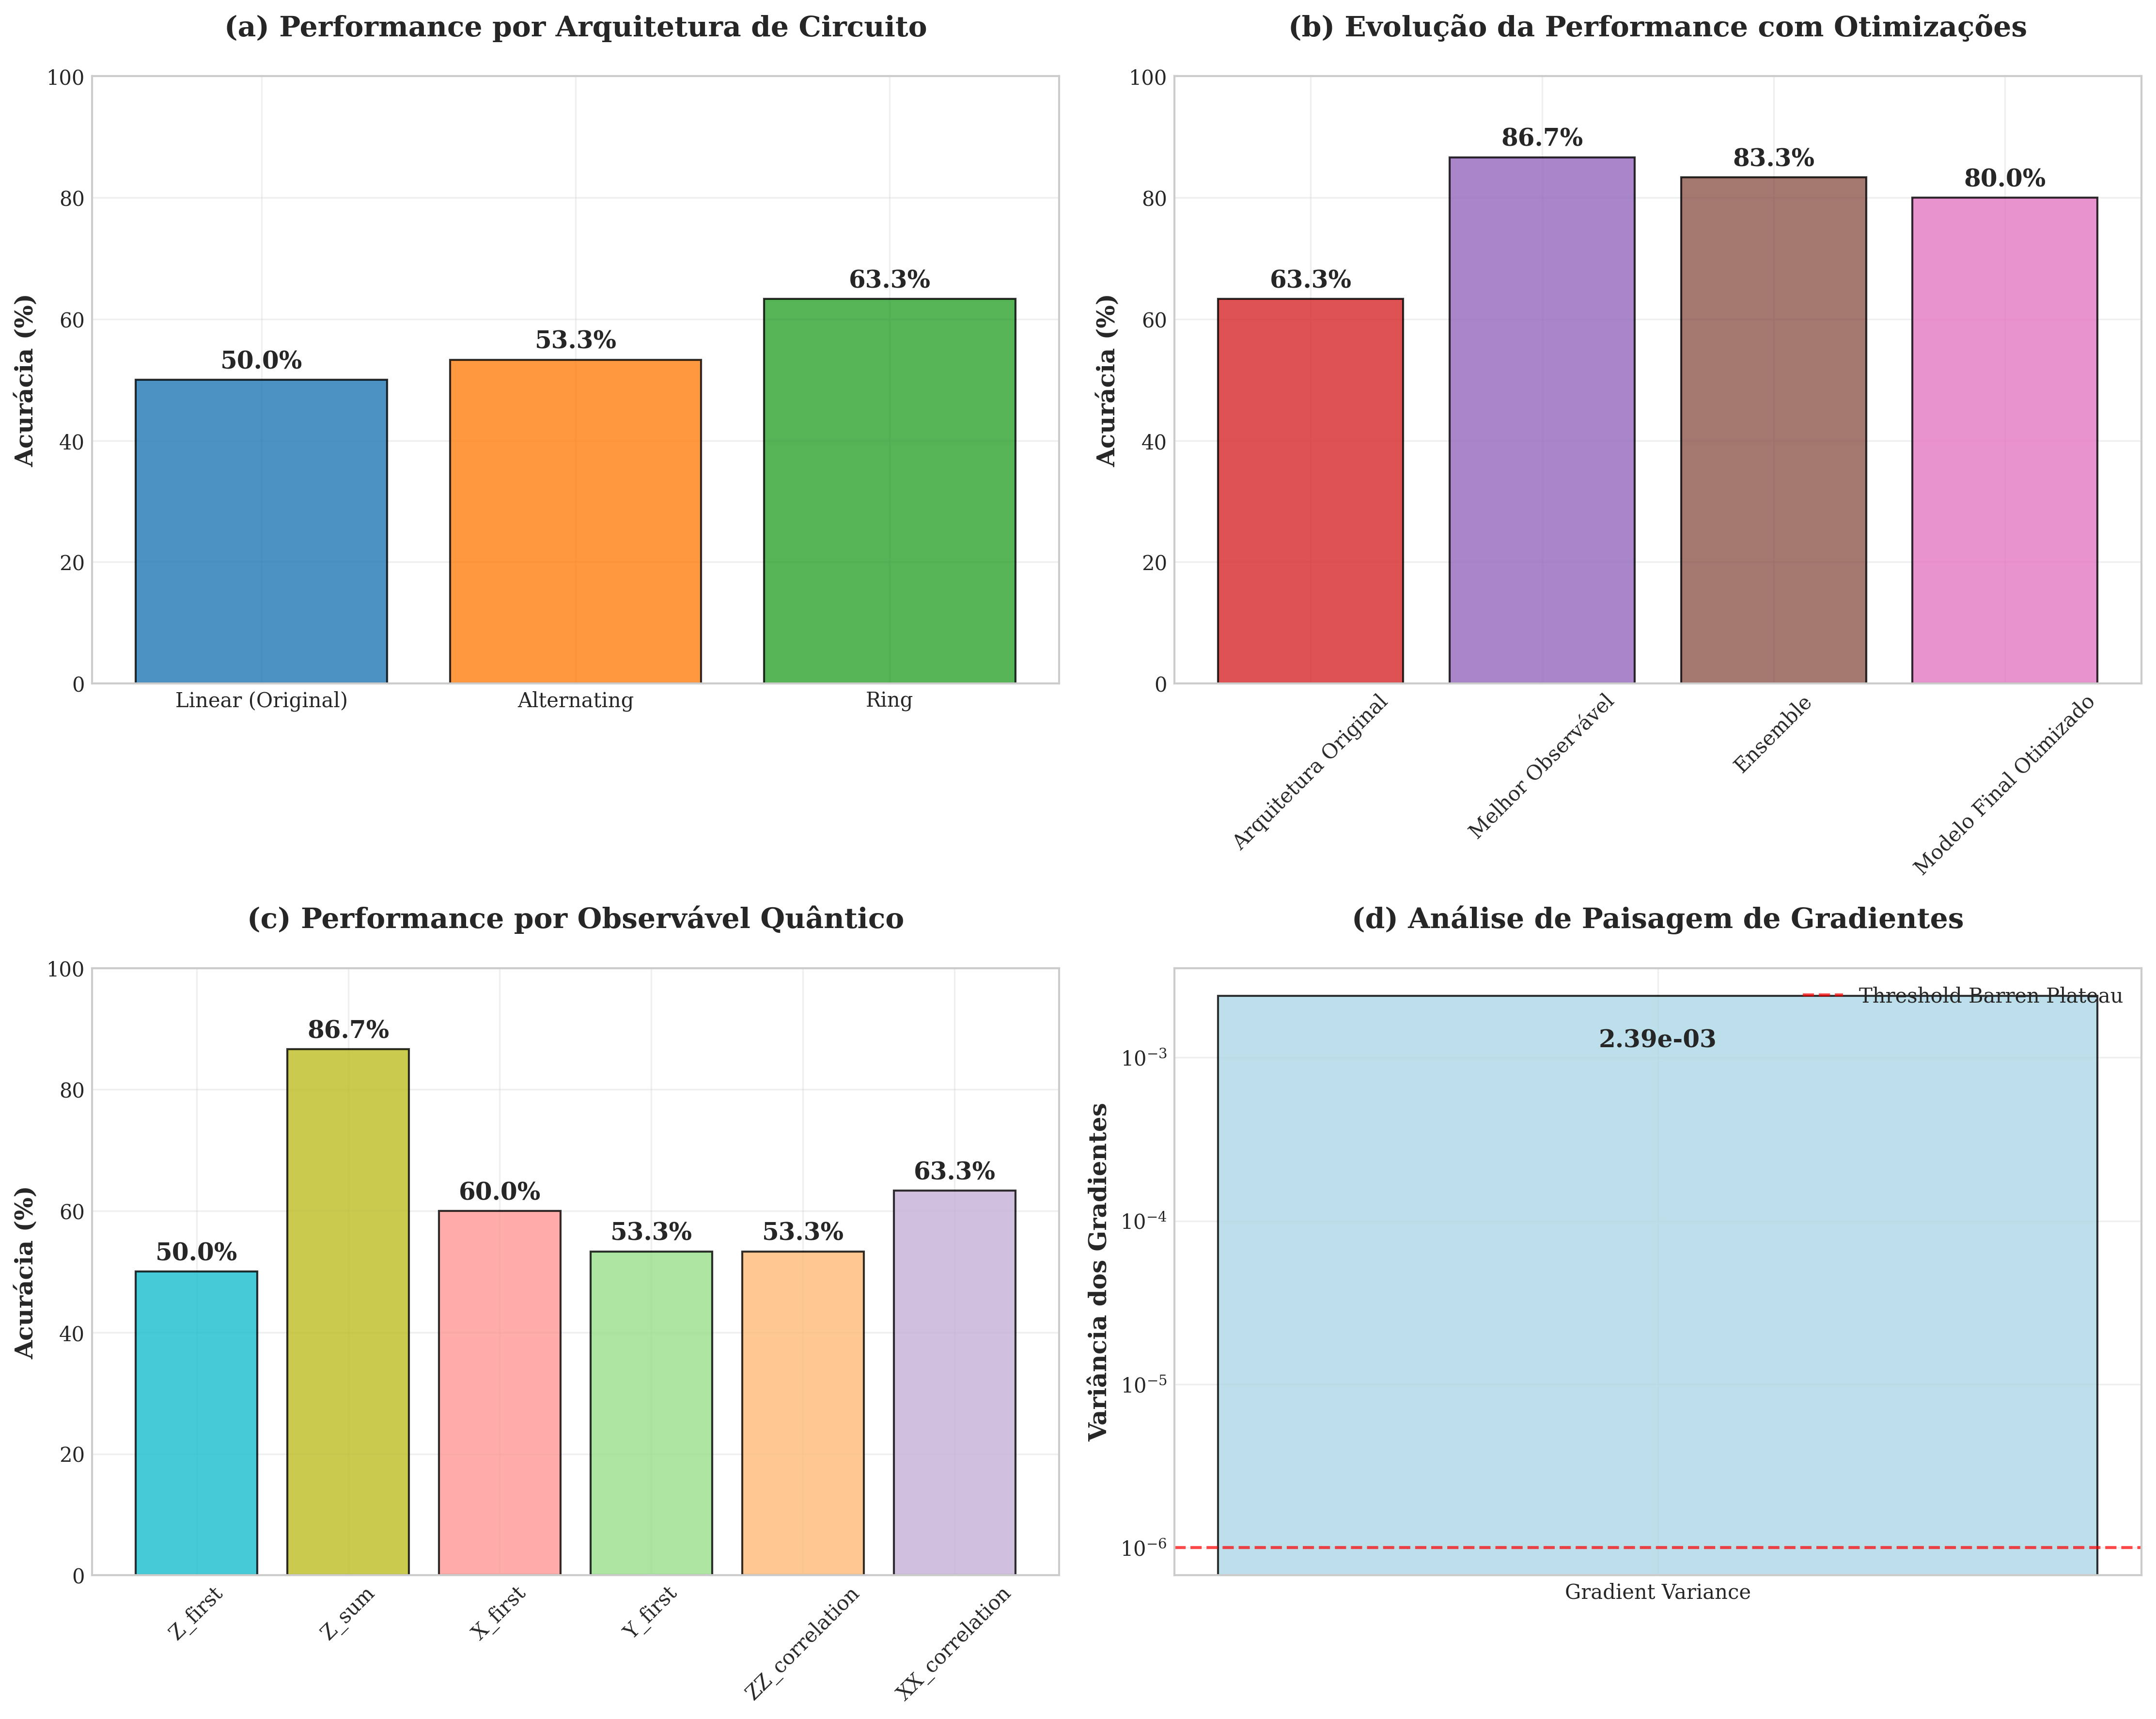 (a) Performance por Arquitetura de Circuito
Acurácia (%)
100
80
60
40
20
0
50.0%
53.3%
63.3%
Linear (Original)
Alternating
Ring
(b) Evolução da Performance com Otimizações
Acurácia (%)
100
80
60
40
20
0
63.3%
86.7%
83.3%
80.0%
Arquitetura Original
Melhor Observável
Ensemble
Modelo Final Otimizado
(c) Performance por Observável Quântico
Acurácia (%)
100
80
60
40
20
0
50.0%
86.7%
60.0%
53.3%
53.3%
63.3%
Z_first
Z_sum
X_first
Y_first
ZZ_correlation
XX_correlation
(d) Análise de Paisagem de Gradientes
Variância dos Gradientes
10⁻³
10⁻⁴
10⁻⁵
10⁻⁶
Threshold Barren Plateau
2.39e-03
Gradient Variance